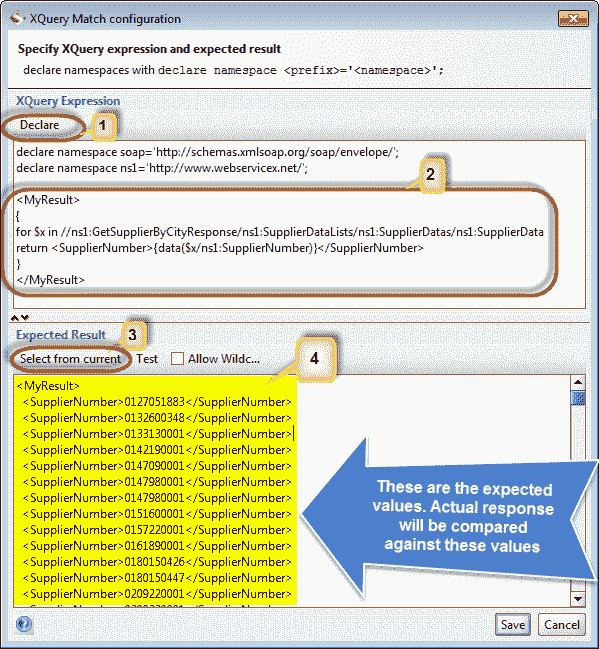 XQuery Match configuration
Specify XQuery expression and expected result
declare namespaces with declare namespace <prefix>='<namespace>';
XQuery Expression
Declare
1
declare namespace soap='http://schemas.xmlsoap.org/soap/envelope/';
declare namespace ns1='http://www.webservicex.net/';
2
<MyResult>
{
for $x in //ns1:GetSupplierByCityResponse/ns1:SupplierDataLists/ns1:SupplierDatas/ns1:SupplierData
return <SupplierNumber>{data($x/ns1:SupplierNumber)}</SupplierNumber>
}
</MyResult>
3
Expected Result
Select from current Test Allow Wildc...
4
<MyResult>
<SupplierNumber>0127051883</SupplierNumber>
<SupplierNumber>0132600348</SupplierNumber>
<SupplierNumber>0133130001</SupplierNumber>
<SupplierNumber>0142190001</SupplierNumber>
<SupplierNumber>0147090001</SupplierNumber>
<SupplierNumber>0147980001</SupplierNumber>
<SupplierNumber>0147980001</SupplierNumber>
<SupplierNumber>0151600001</SupplierNumber>
<SupplierNumber>0157220001</SupplierNumber>
<SupplierNumber>0161890001</SupplierNumber>
<SupplierNumber>0180150426</SupplierNumber>
<SupplierNumber>0180150447</SupplierNumber>
<SupplierNumber>0209220001</SupplierNumber>
These are the expected
values. Actual response
will be compared
against these values
Save Cancel